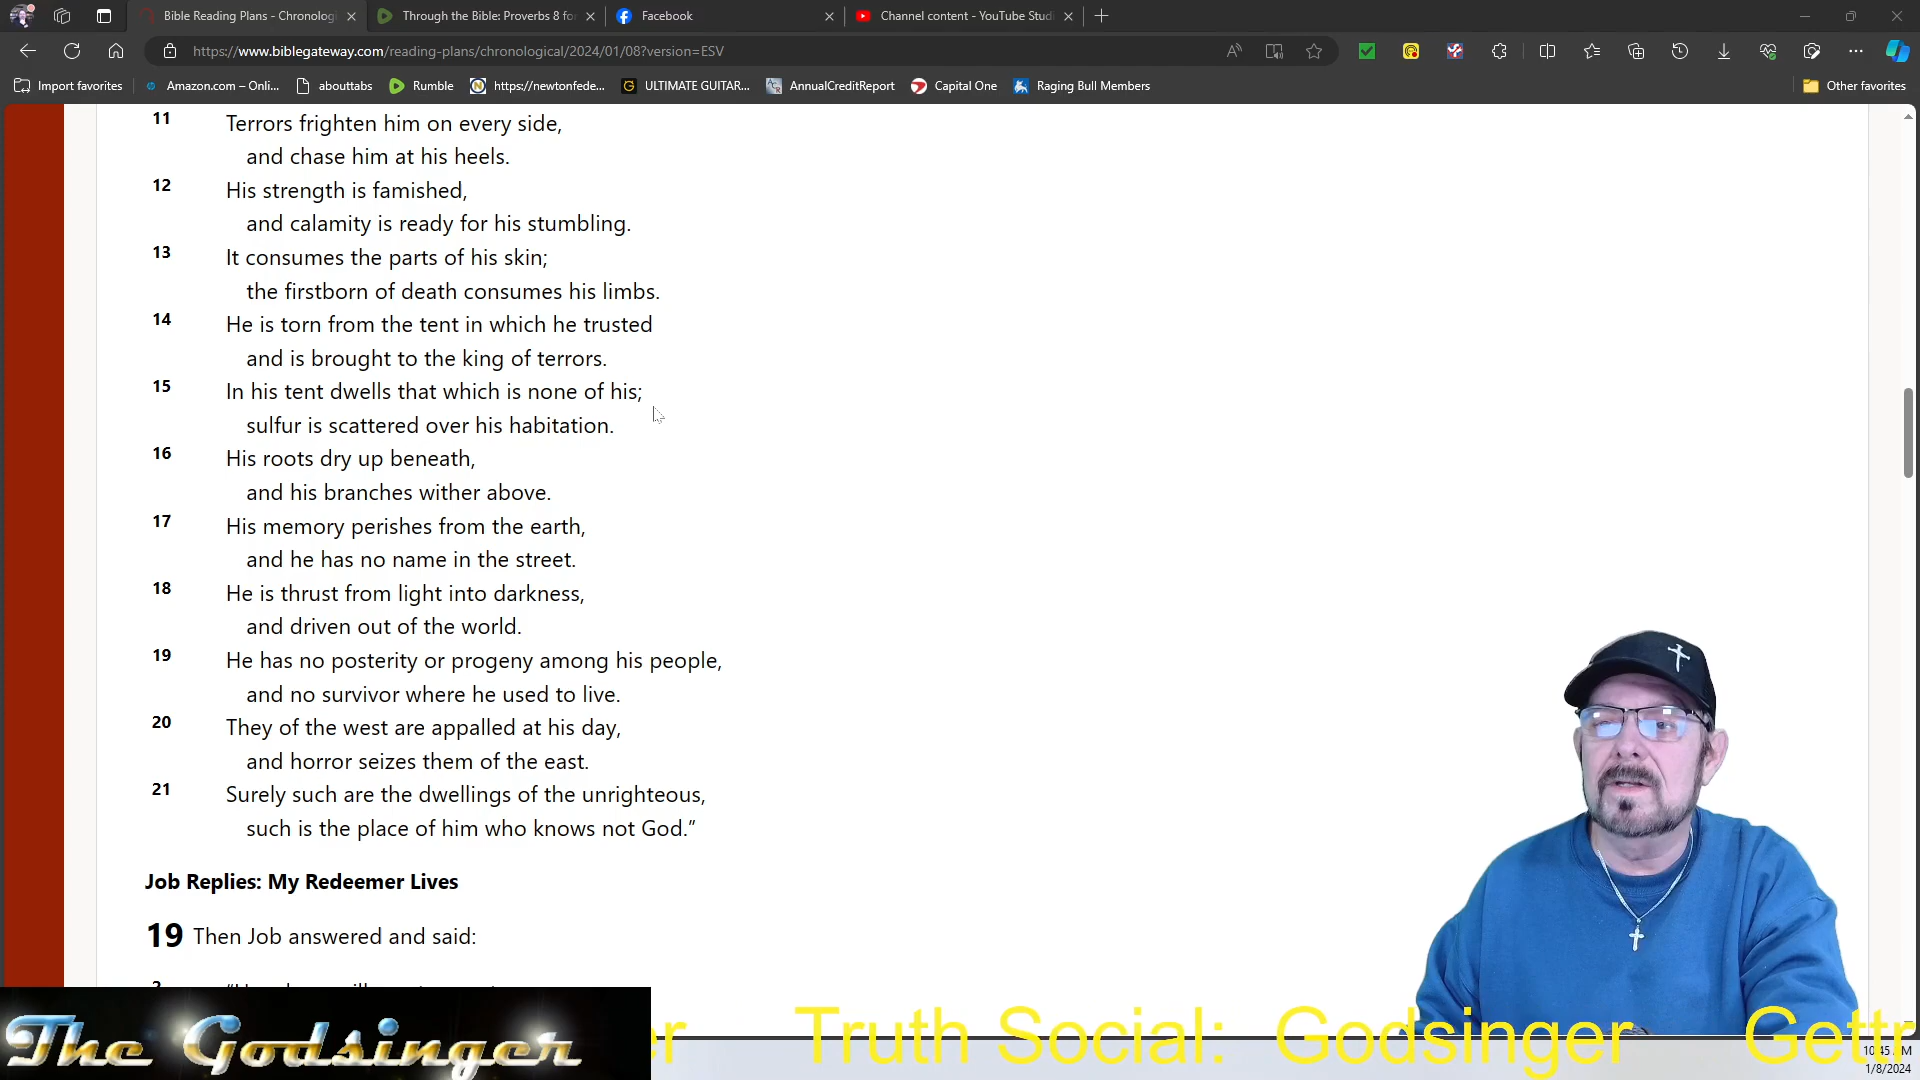 Bible Reading Plans - Chronologi
Through the Bible: Proverbs 8 fo
Facebook
Channel content - YouTube Studi
https://www.biblegateway.com/reading-plans/chronological/2024/01/08?version=ESV
Import favorites
Amazon.com – Onli...
abouttabs
Rumble
https://newtonfede...
ULTIMATE GUITAR...
AnnualCreditReport
Capital One
Raging Bull Members
Other favorites
11 Terrors frighten him on every side,
and chase him at his heels.
12 His strength is famished,
and calamity is ready for his stumbling.
13 It consumes the parts of his skin;
the firstborn of death consumes his limbs.
14 He is torn from the tent in which he trusted
and is brought to the king of terrors.
15 In his tent dwells that which is none of his;
sulfur is scattered over his habitation.
16 His roots dry up beneath,
and his branches wither above.
17 His memory perishes from the earth,
and he has no name in the street.
18 He is thrust from light into darkness,
and driven out of the world.
19 He has no posterity or progeny among his people,
and no survivor where he used to live.
20 They of the west are appalled at his day,
and horror seizes them of the east.
21 Surely such are the dwellings of the unrighteous,
such is the place of him who knows not God.”
Job Replies: My Redeemer Lives
19 Then Job answered and said:
The Godsinger
er Truth Social: Godsinger Gettr
1/8/2024